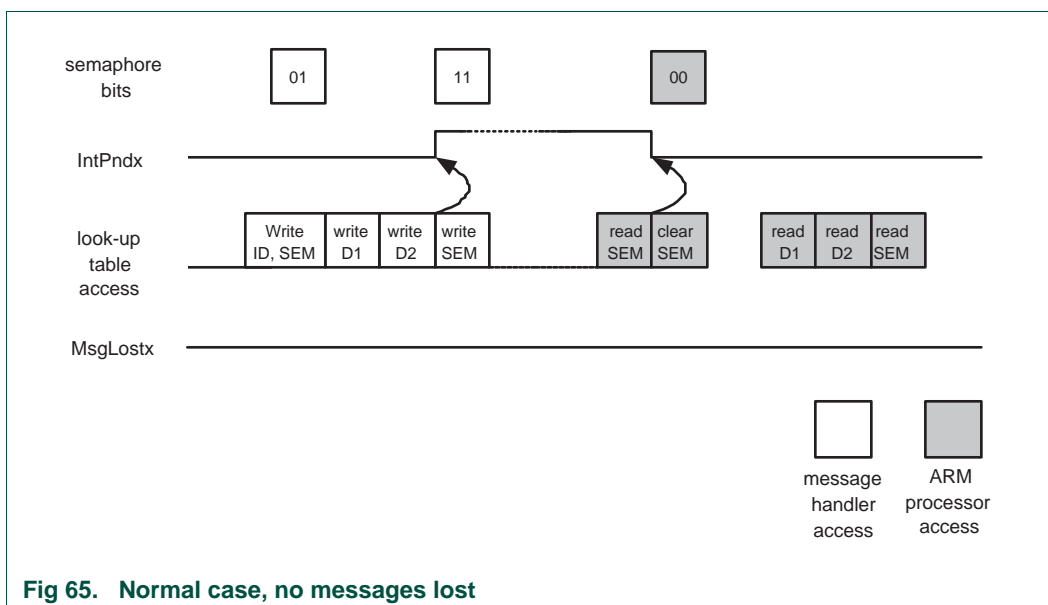 semaphore
bits
01
11
00
IntPndx
look-up
table
access
Write
ID, SEM
write
D1
write
D2
write
SEM
read
SEM
clear
SEM
read
D1
read
D2
read
SEM
MsgLostx
message
handler
access
ARM
processor
access
Fig 65. Normal case, no messages lost